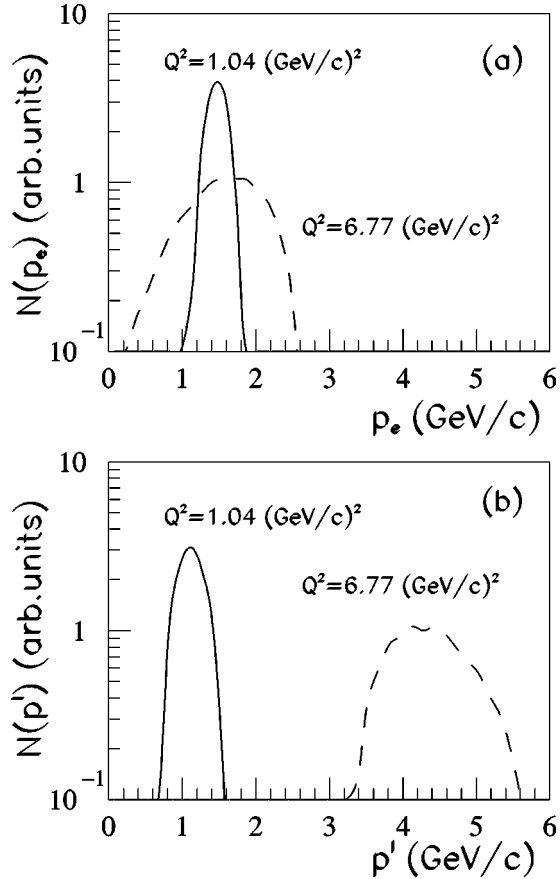 10
1
10⁻¹
N(pₑ) (arb.units)
(a)
Q²=1.04 (GeV/c)²
Q²=6.77 (GeV/c)²
0 1 2 3 4 5 6
pₑ (GeV/c)
10
1
10⁻¹
N(p') (arb.units)
(b)
Q²=1.04 (GeV/c)²
Q²=6.77 (GeV/c)²
0 1 2 3 4 5 6
p' (GeV/c)